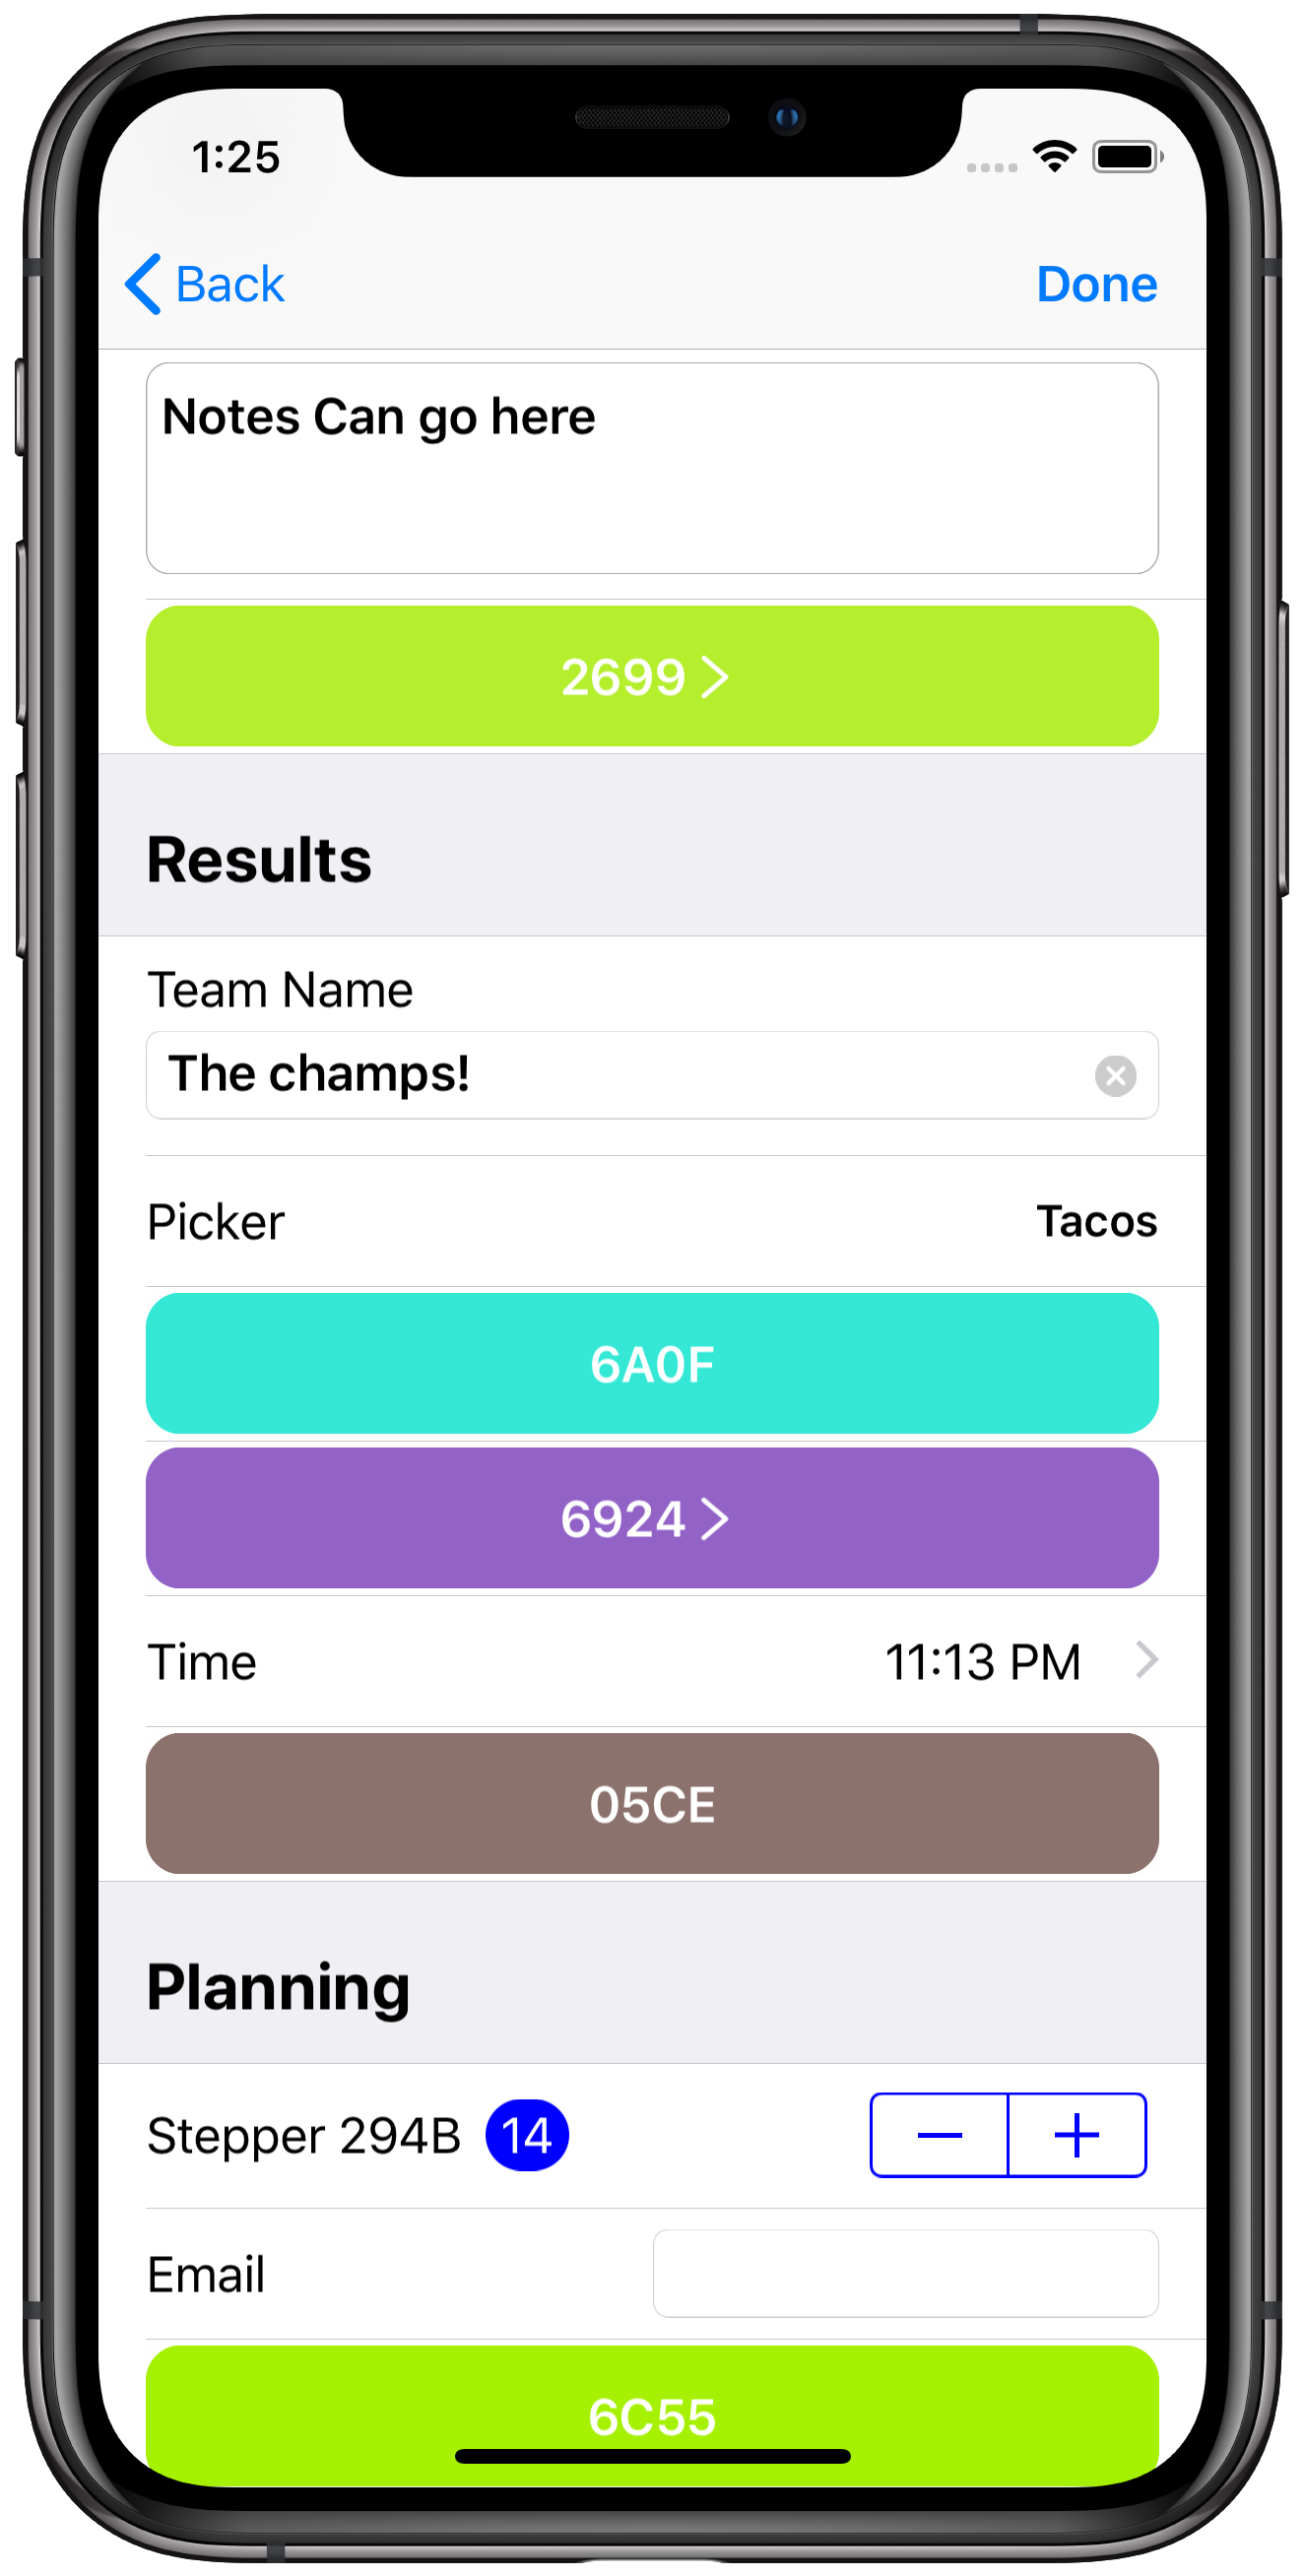 1:25
Back
Done
Notes Can go here
2699
Results
Team Name
The champs!
Picker
Tacos
6A0F
6924
Time
11:13 PM
05CE
Planning
Stepper 294B 14
Email
6C55